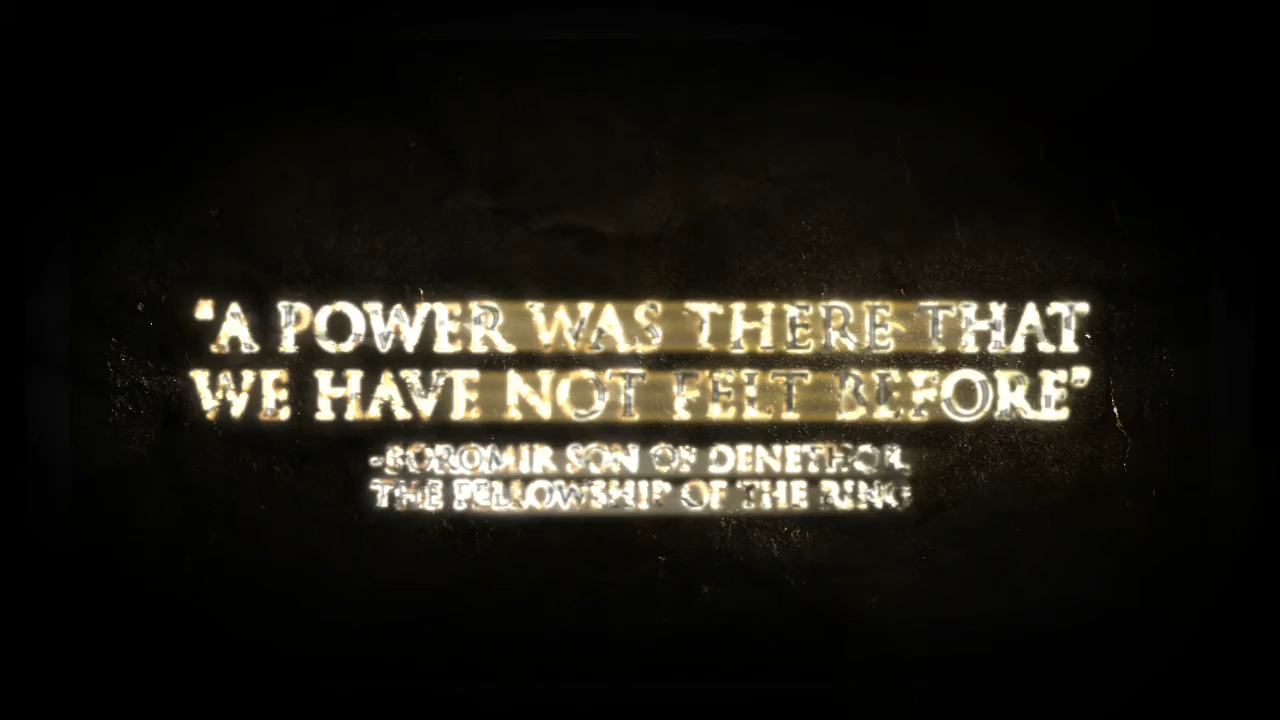 “A POWER WAS THERE THAT
WE HAVE NOT FELT BEFORE”
-BOROMIR SON OF DENETHOR
THE FELLOWSHIP OF THE RING